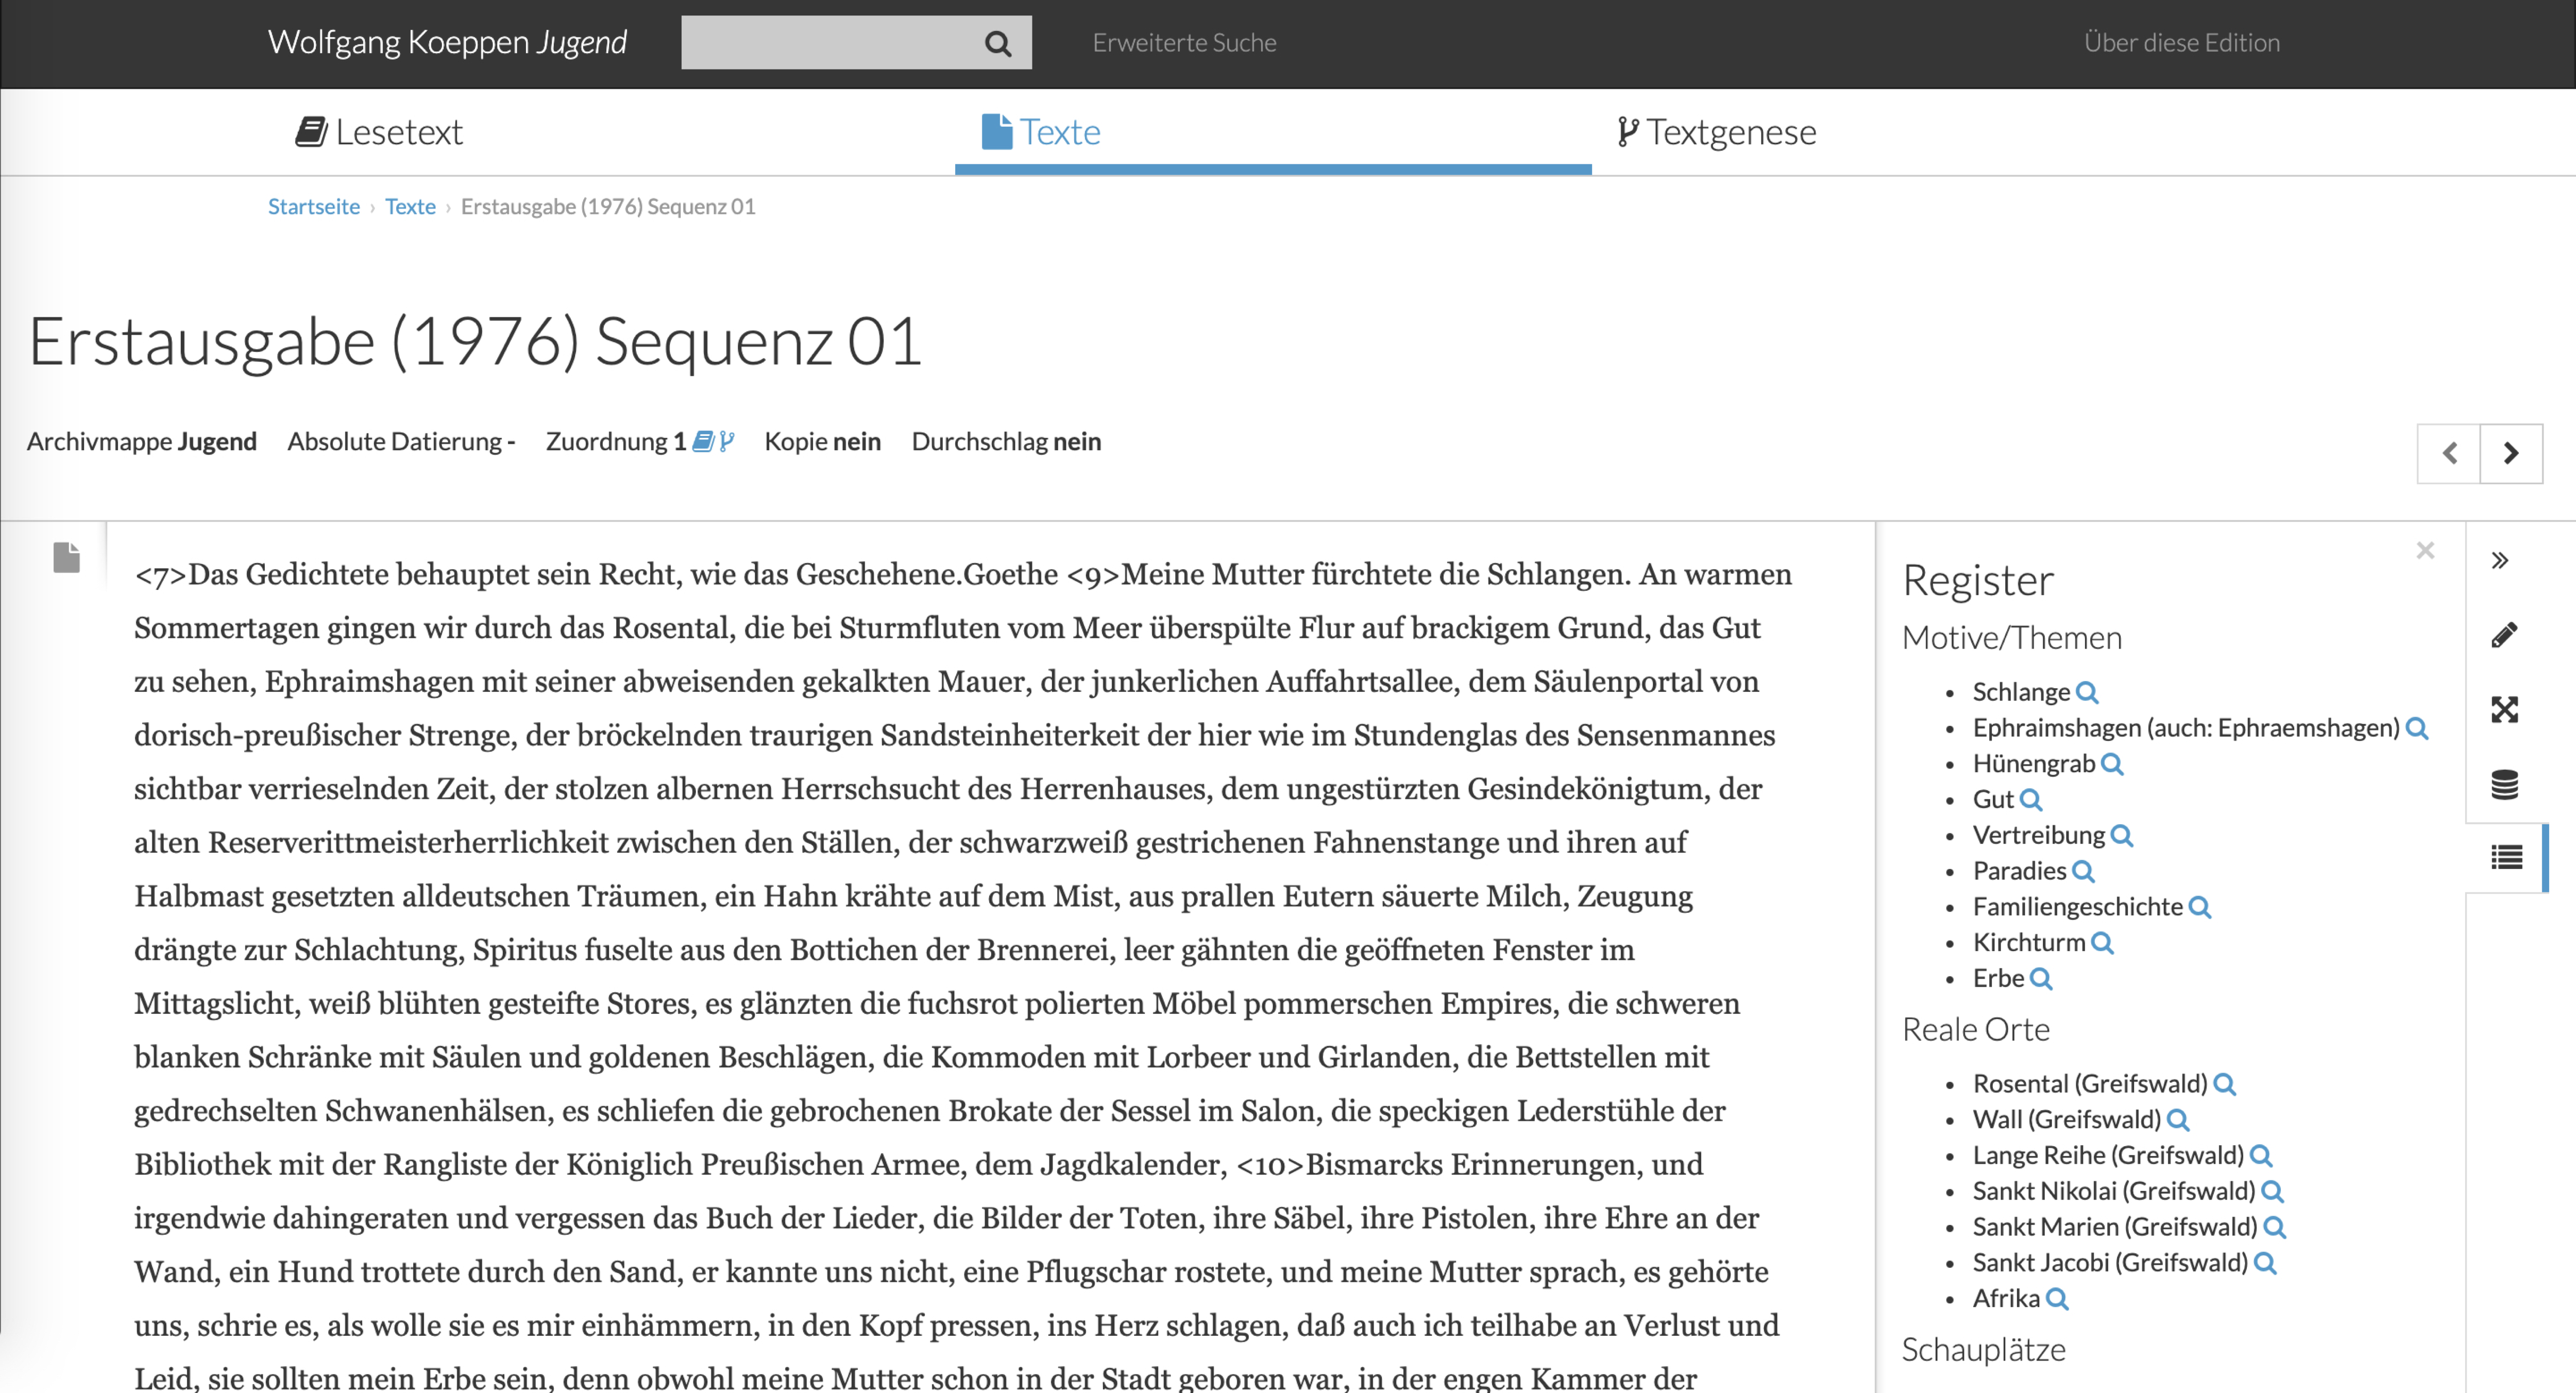 Wolfgang Koeppen Jugend
Erweiterte Suche
Über diese Edition
Lesetext
Texte
Textgenese
Startseite › Texte › Erstausgabe (1976) Sequenz 01
Erstausgabe (1976) Sequenz 01
Archivmappe Jugend Absolute Datierung - Zuordnung 1 Kopie nein Durchschlag nein
<7>Das Gedichtete behauptet sein Recht, wie das Geschehene.Goethe <9>Meine Mutter fürchtete die Schlangen. An warmen
Sommertagen gingen wir durch das Rosental, die bei Sturmfluten vom Meer überspülte Flur auf brackigem Grund, das Gut
zu sehen, Ephraimshagen mit seiner abweisenden gekalkten Mauer, der junkerlichen Auffahrtsallee, dem Säulenportal von
dorisch-preußischer Strenge, der bröckelnden traurigen Sandsteinheiterkeit der hier wie im Stundenglas des Sensenmannes
sichtbar verrieselnden Zeit, der stolzen albernen Herrschsucht des Herrenhauses, dem ungestürzten Gesindekönigtum, der
alten Reserverittmeisterherrlichkeit zwischen den Ställen, der schwarzweiß gestrichenen Fahnenstange und ihren auf
Halbmast gesetzten alldeutschen Träumen, ein Hahn krähte auf dem Mist, aus prallen Eutern säuerte Milch, Zeugung
drängte zur Schlachtung, Spiritus fuselte aus den Bottichen der Brennerei, leer gähnten die geöffneten Fenster im
Mittagslicht, weiß blühten gesteifte Stores, es glänzten die fuchsrot polierten Möbel pommerschen Empires, die schweren
blanken Schränke mit Säulen und goldenen Beschlägen, die Kommoden mit Lorbeer und Girlanden, die Bettstellen mit
gedrechselten Schwanenhälsen, es schliefen die gebrochenen Brokate der Sessel im Salon, die speckigen Lederstühle der
Bibliothek mit der Rangliste der Königlich Preußischen Armee, dem Jagdkalender, <10>Bismarcks Erinnerungen, und
irgendwie dahingeraten und vergessen das Buch der Lieder, die Bilder der Toten, ihre Säbel, ihre Pistolen, ihre Ehre an der
Wand, ein Hund trottete durch den Sand, er kannte uns nicht, eine Pflugschar rostete, und meine Mutter sprach, es gehörte
uns, schrie es, als wolle sie es mir einhämmern, in den Kopf pressen, ins Herz schlagen, daß auch ich teilhabe an Verlust und
Leid, sie sollten mein Erbe sein, denn obwohl meine Mutter schon in der Stadt geboren war, in der engen Kammer der
Register
Motive/Themen
• Schlange
• Ephraimshagen (auch: Ephraemshagen)
• Hünengrab
• Gut
• Vertreibung
• Paradies
• Familiengeschichte
• Kirchturm
• Erbe
Reale Orte
• Rosental (Greifswald)
• Wall (Greifswald)
• Lange Reihe (Greifswald)
• Sankt Nikolai (Greifswald)
• Sankt Marien (Greifswald)
• Sankt Jacobi (Greifswald)
• Afrika
Schauplätze